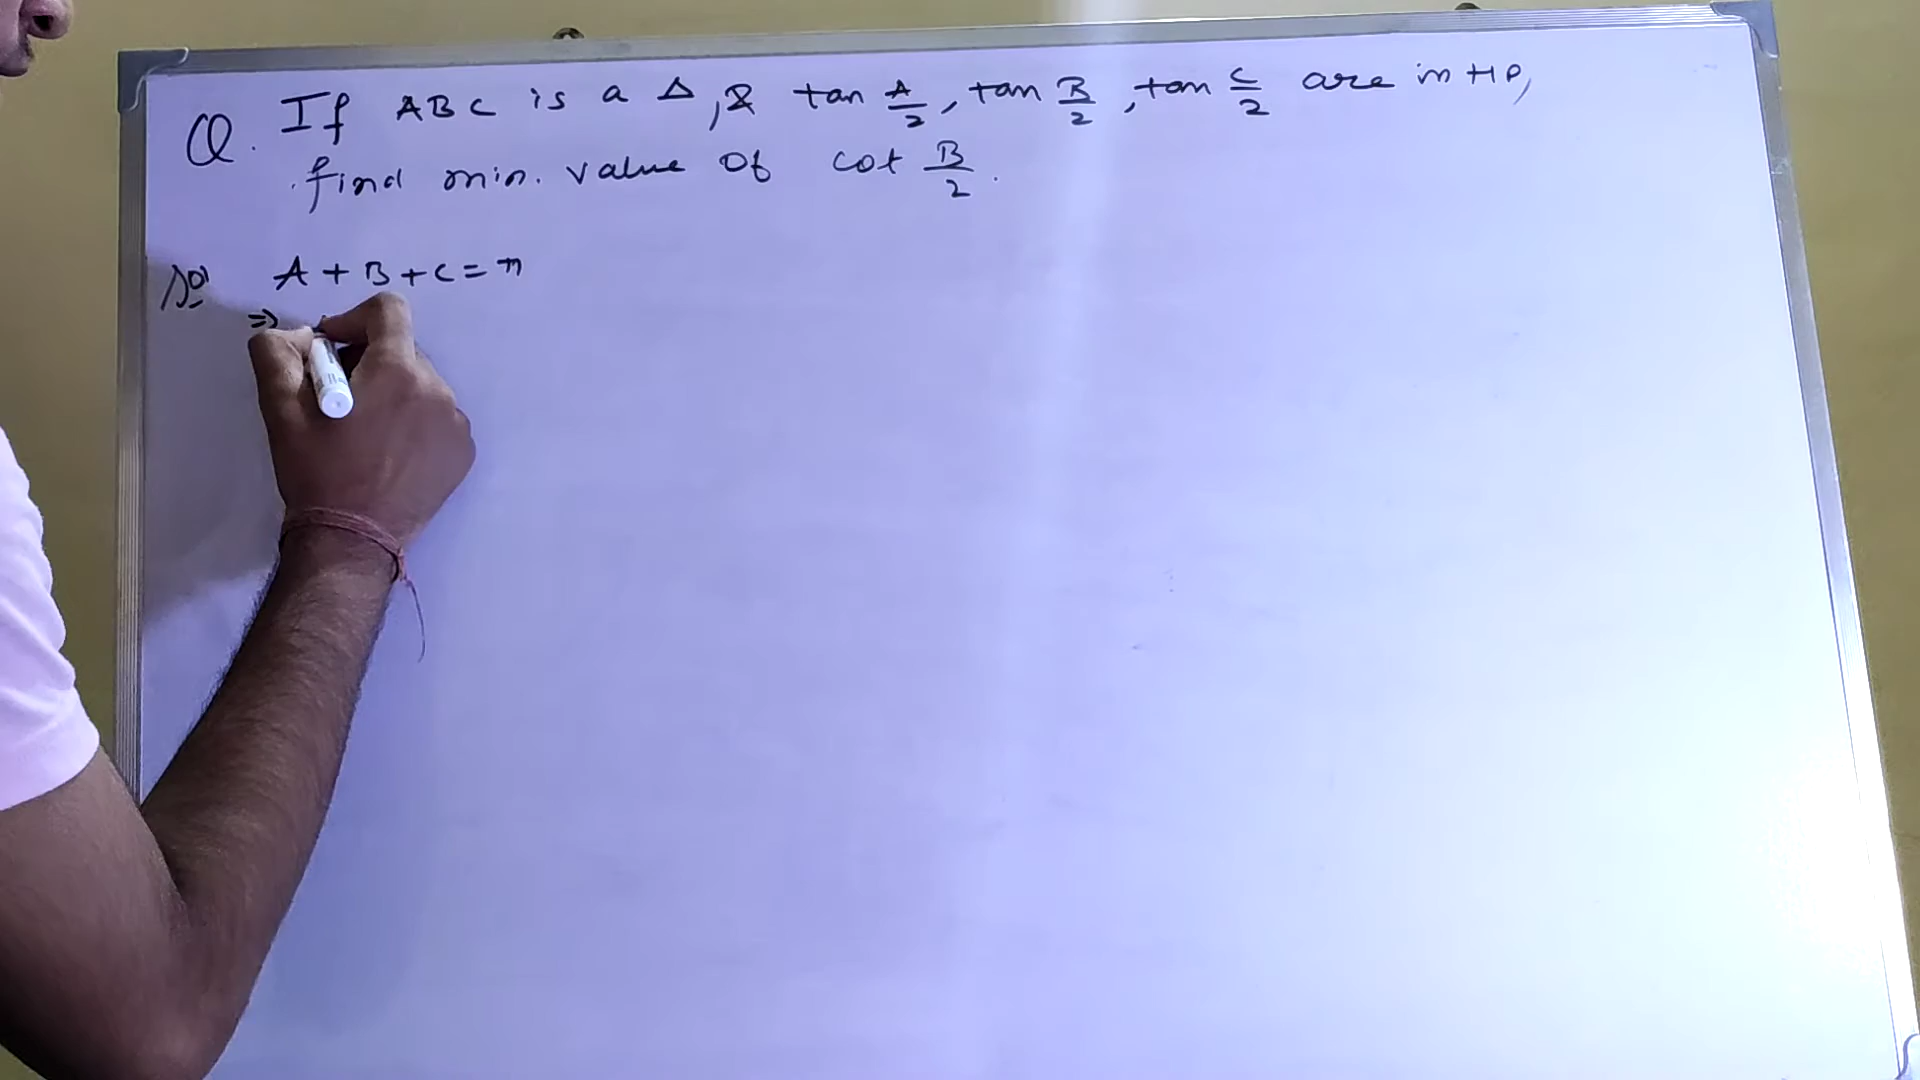 Q. If ABC is a Δ, & tan A/2, tan B/2, tan C/2 are in HP,
find min. value of cot B/2.
Sol A + B + C = π
⇒